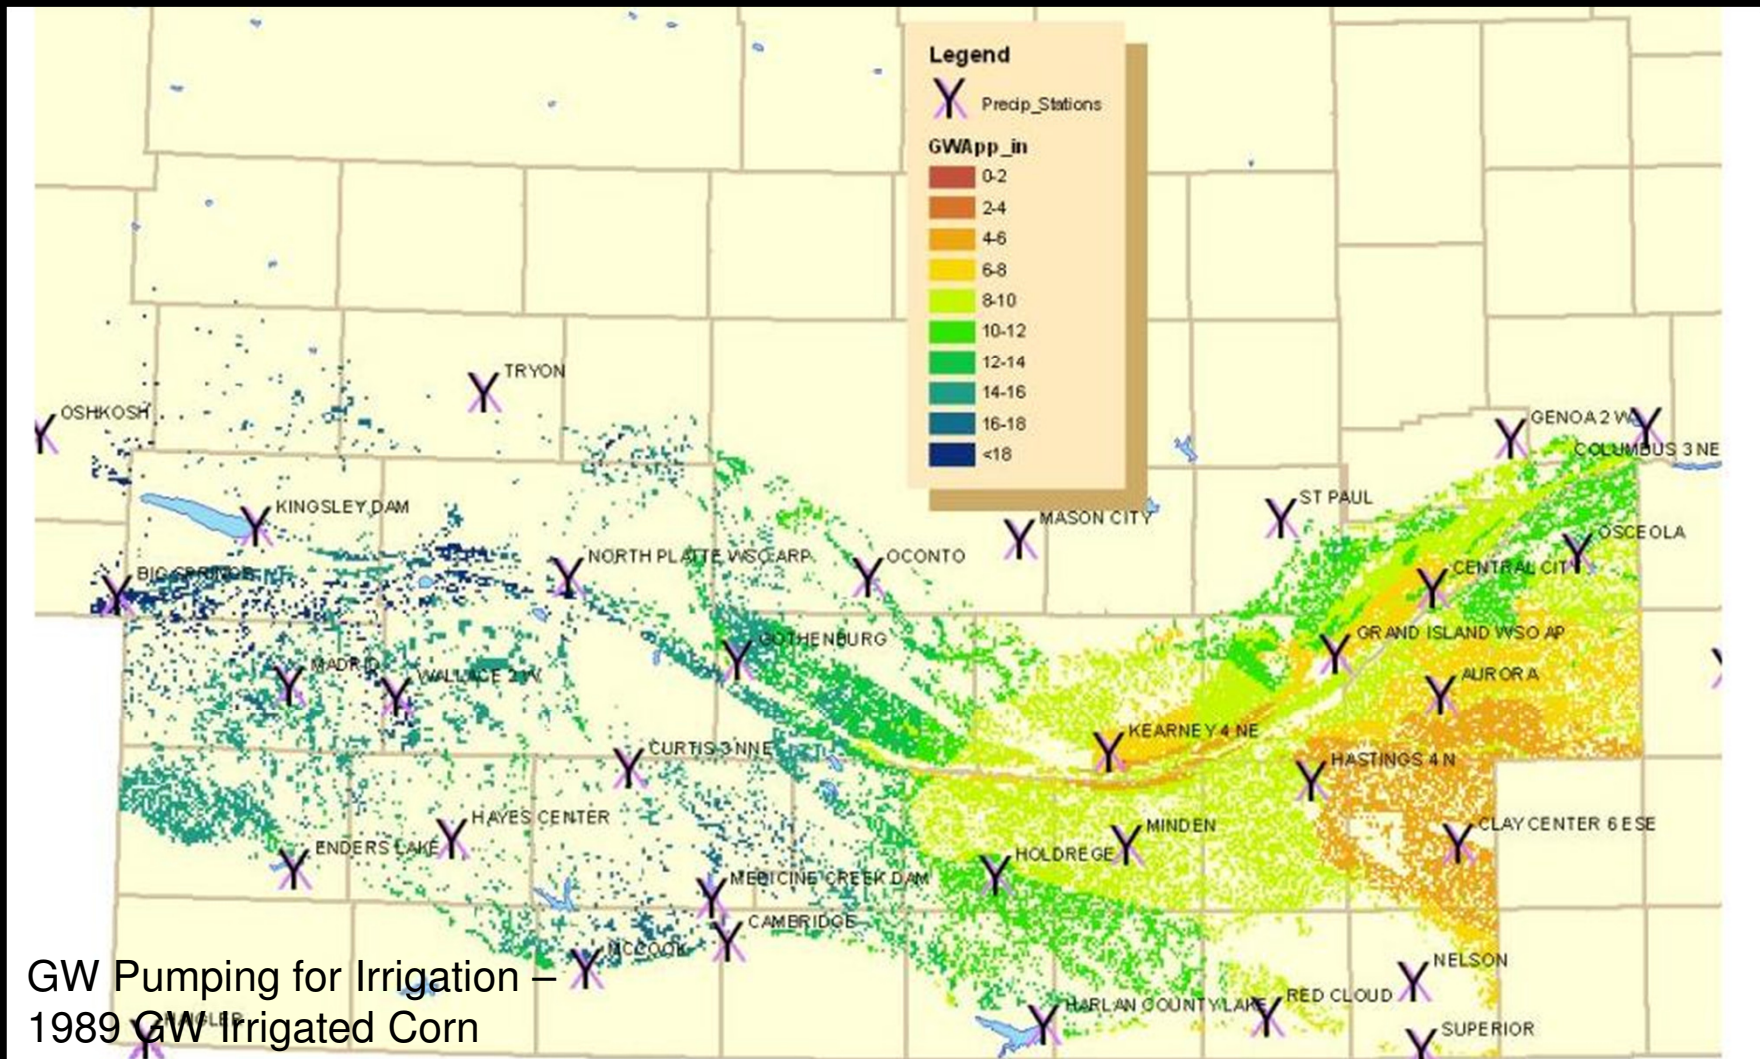 Legend
Precip_Stations
GWApp_in
0-2
2-4
4-6
6-8
8-10
10-12
12-14
14-16
16-18
<18
TRYON
OSHKOSH
GENOA 2 W
COLUMBUS 3 NE
KINGSLEY DAM
ST PAUL
MASON CITY
OSCEOLA
NORTH PLATTE WSO ARP
OCONTO
BIG SPRINGS
CENTRAL CIT
GOTHENBURG
GRAND ISLAND WSO AP
MADRID
WALLACE 2 W
AURORA
KEARNEY 4 NE
CURTIS 3 NNE
HASTINGS 4 N
HAYES CENTER
MINDEN
CLAY CENTER 6 ESE
ENDERS LAKE
HOLDREGE
MEDICINE CREEK DAM
CAMBRIDGE
MCCOOK
NELSON
HARLAN COUNTY LAKE
RED CLOUD
HAIGLER
SUPERIOR
GW Pumping for Irrigation –
1989 GW Irrigated Corn